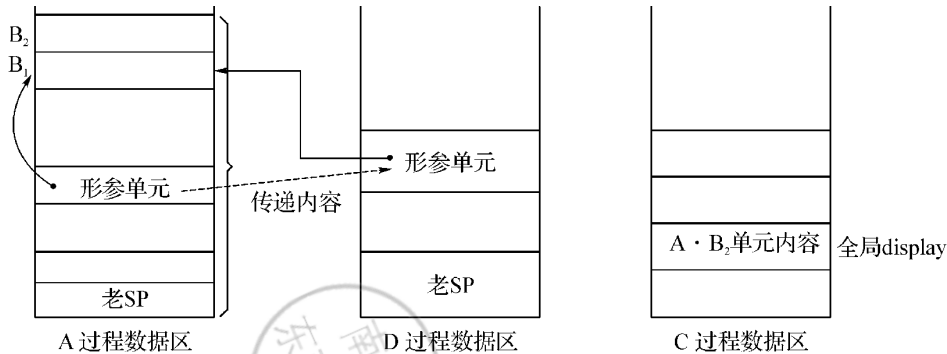 B₂
B₁
形参单元
老SP
A 过程数据区
传递内容
形参单元
老SP
D 过程数据区
A·B₂单元内容
全局display
C 过程数据区
东
南